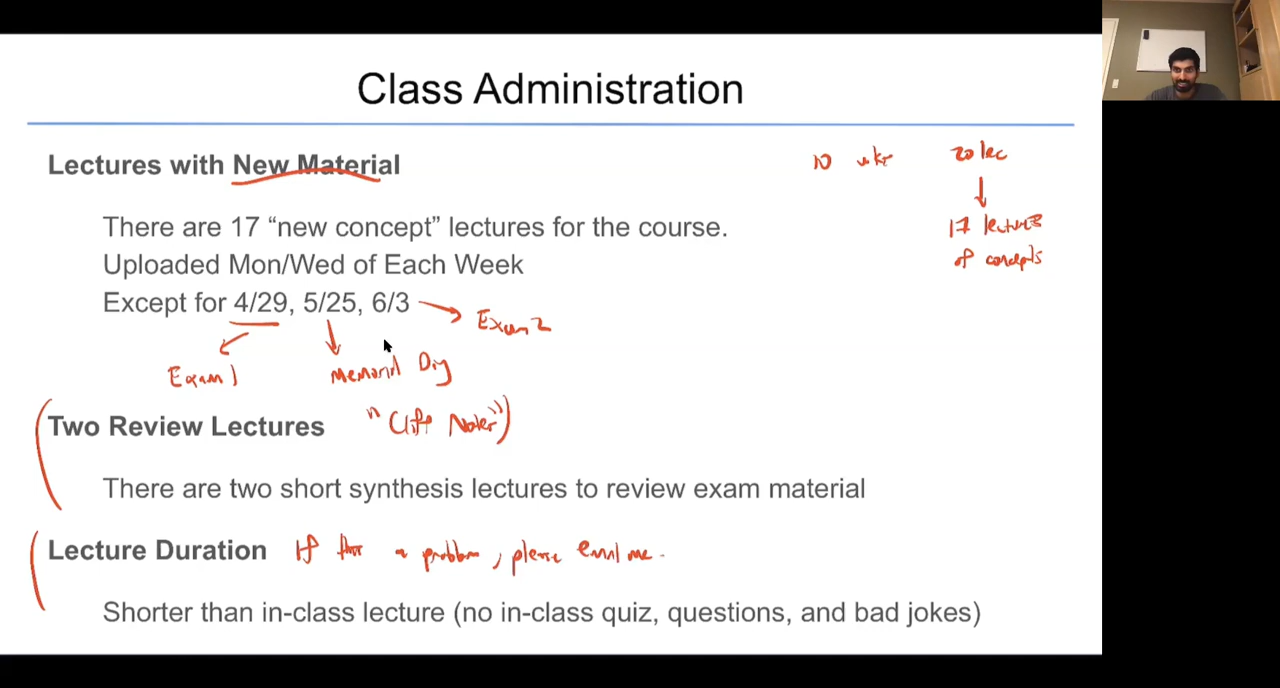 Class Administration
Lectures with New Material
10 wks 20 lec
There are 17 “new concept” lectures for the course.
17 lectures
Uploaded Mon/Wed of Each Week
of concepts
Except for 4/29, 5/25, 6/3
Exam 2
Exam 1
Memorial Day
Two Review Lectures "Cliff Notes"
There are two short synthesis lectures to review exam material
Lecture Duration If a problem, please email me.
Shorter than in-class lecture (no in-class quiz, questions, and bad jokes)